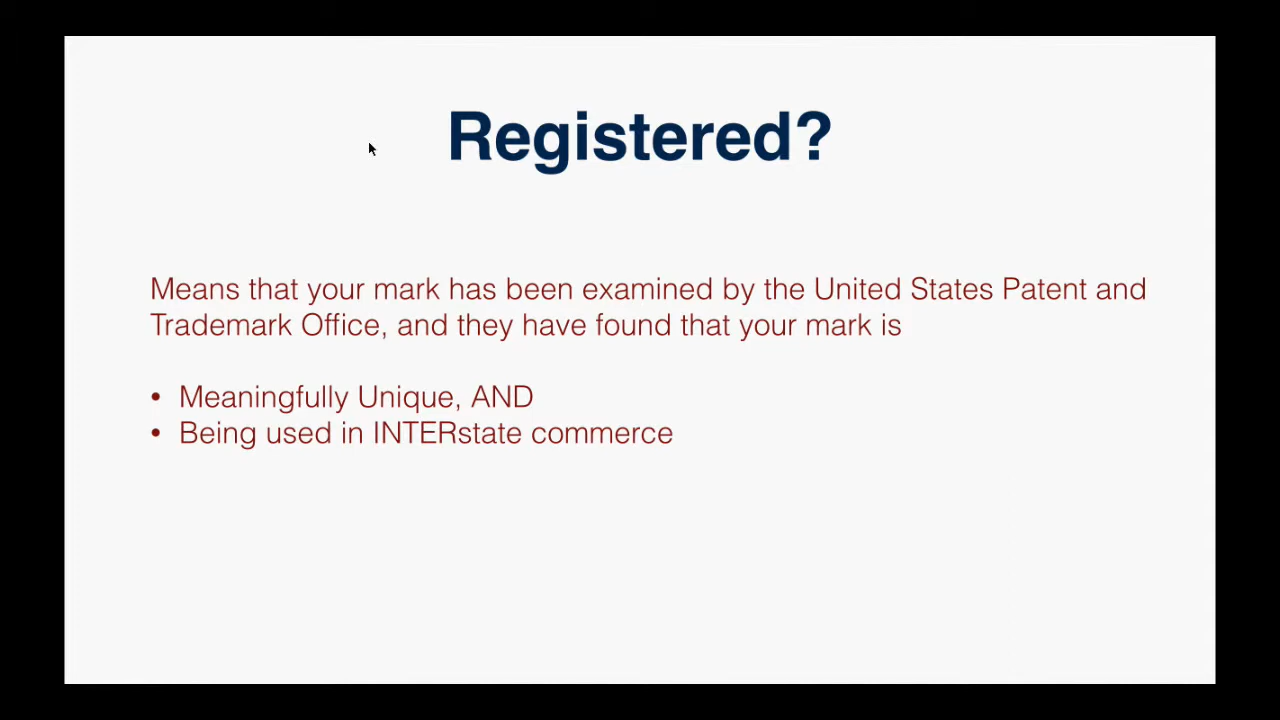 Registered?
Means that your mark has been examined by the United States Patent and
Trademark Office, and they have found that your mark is
• Meaningfully Unique, AND
• Being used in INTERstate commerce